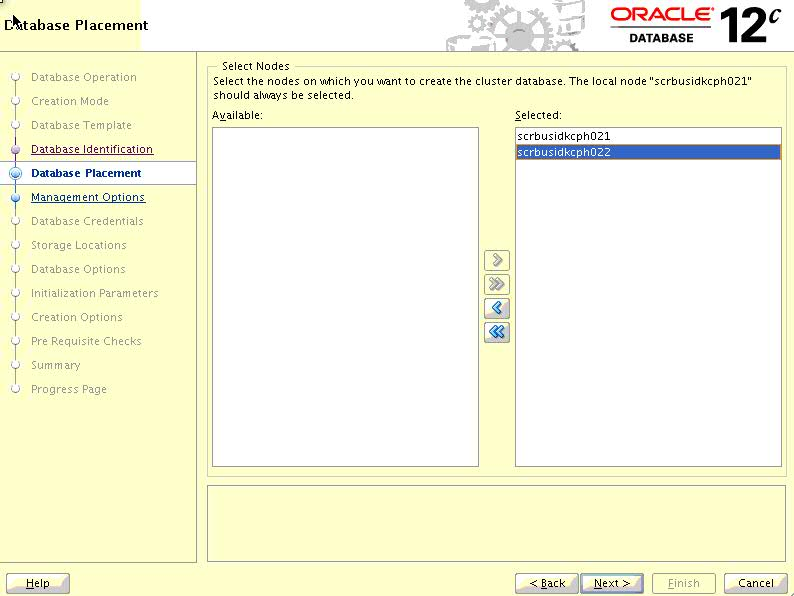 Database Placement
ORACLE
DATABASE
12c
Database Operation
Creation Mode
Database Template
Database Identification
Database Placement
Management Options
Database Credentials
Storage Locations
Database Options
Initialization Parameters
Creation Options
Pre Requisite Checks
Summary
Progress Page
Select Nodes
Select the nodes on which you want to create the cluster database. The local node "scrbusidkcph021"
should always be selected.
Available:
Selected:
scrbusidkcph021
scrbusidkcph022
Help
< Back
Next >
Finish
Cancel